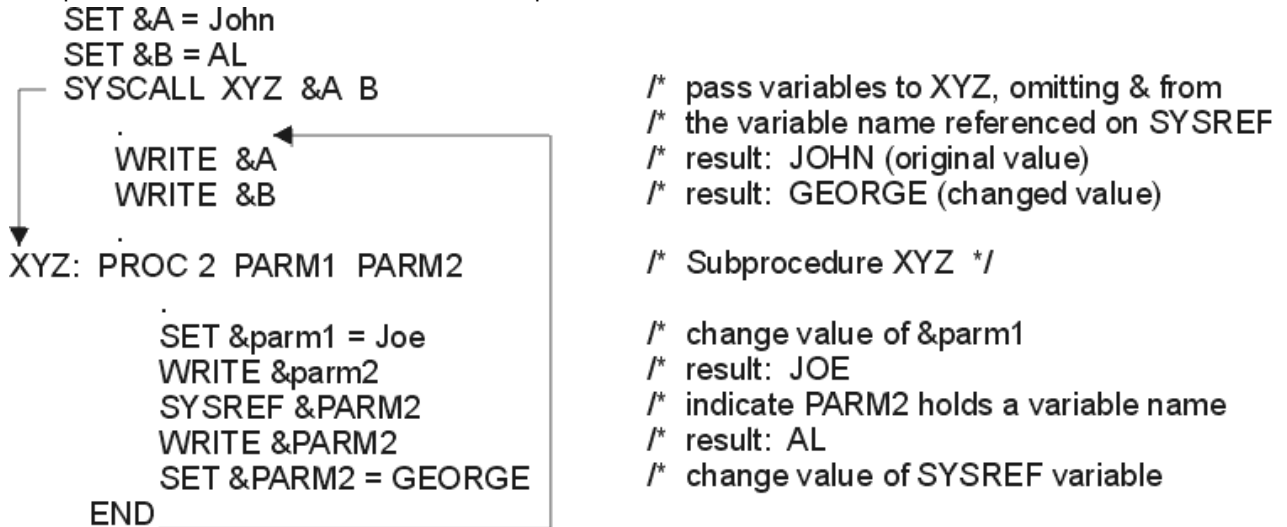 SET &A = John
SET &B = AL
SYSCALL XYZ &A B /* pass variables to XYZ, omitting & from
. /* the variable name referenced on SYSREF
WRITE &A /* result: JOHN (original value)
WRITE &B /* result: GEORGE (changed value)
.
XYZ: PROC 2 PARM1 PARM2 /* Subprocedure XYZ */
.
SET &parm1 = Joe /* change value of &parm1
WRITE &parm2 /* result: JOE
SYSREF &PARM2 /* indicate PARM2 holds a variable name
WRITE &PARM2 /* result: AL
SET &PARM2 = GEORGE /* change value of SYSREF variable
END